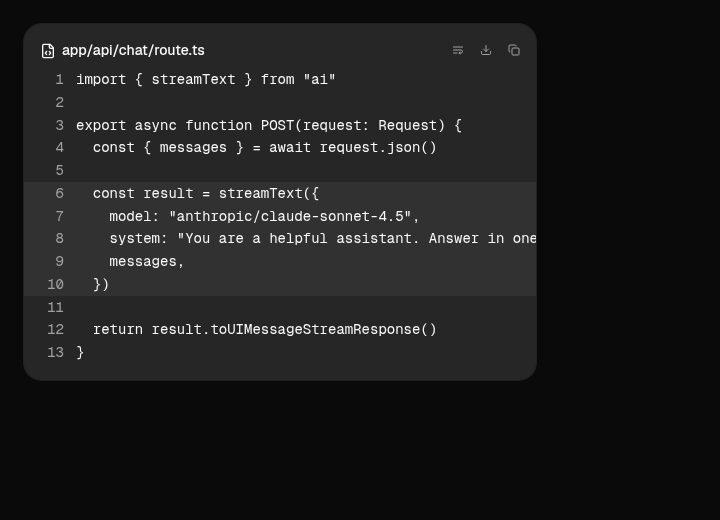 app/api/chat/route.ts
1 import { streamText } from "ai"
2
3 export async function POST(request: Request) {
4   const { messages } = await request.json()
5
6   const result = streamText({
7     model: "anthropic/claude-sonnet-4.5",
8     system: "You are a helpful assistant. Answer in one
9     messages,
10   })
11
12   return result.toUIMessageStreamResponse()
13 }